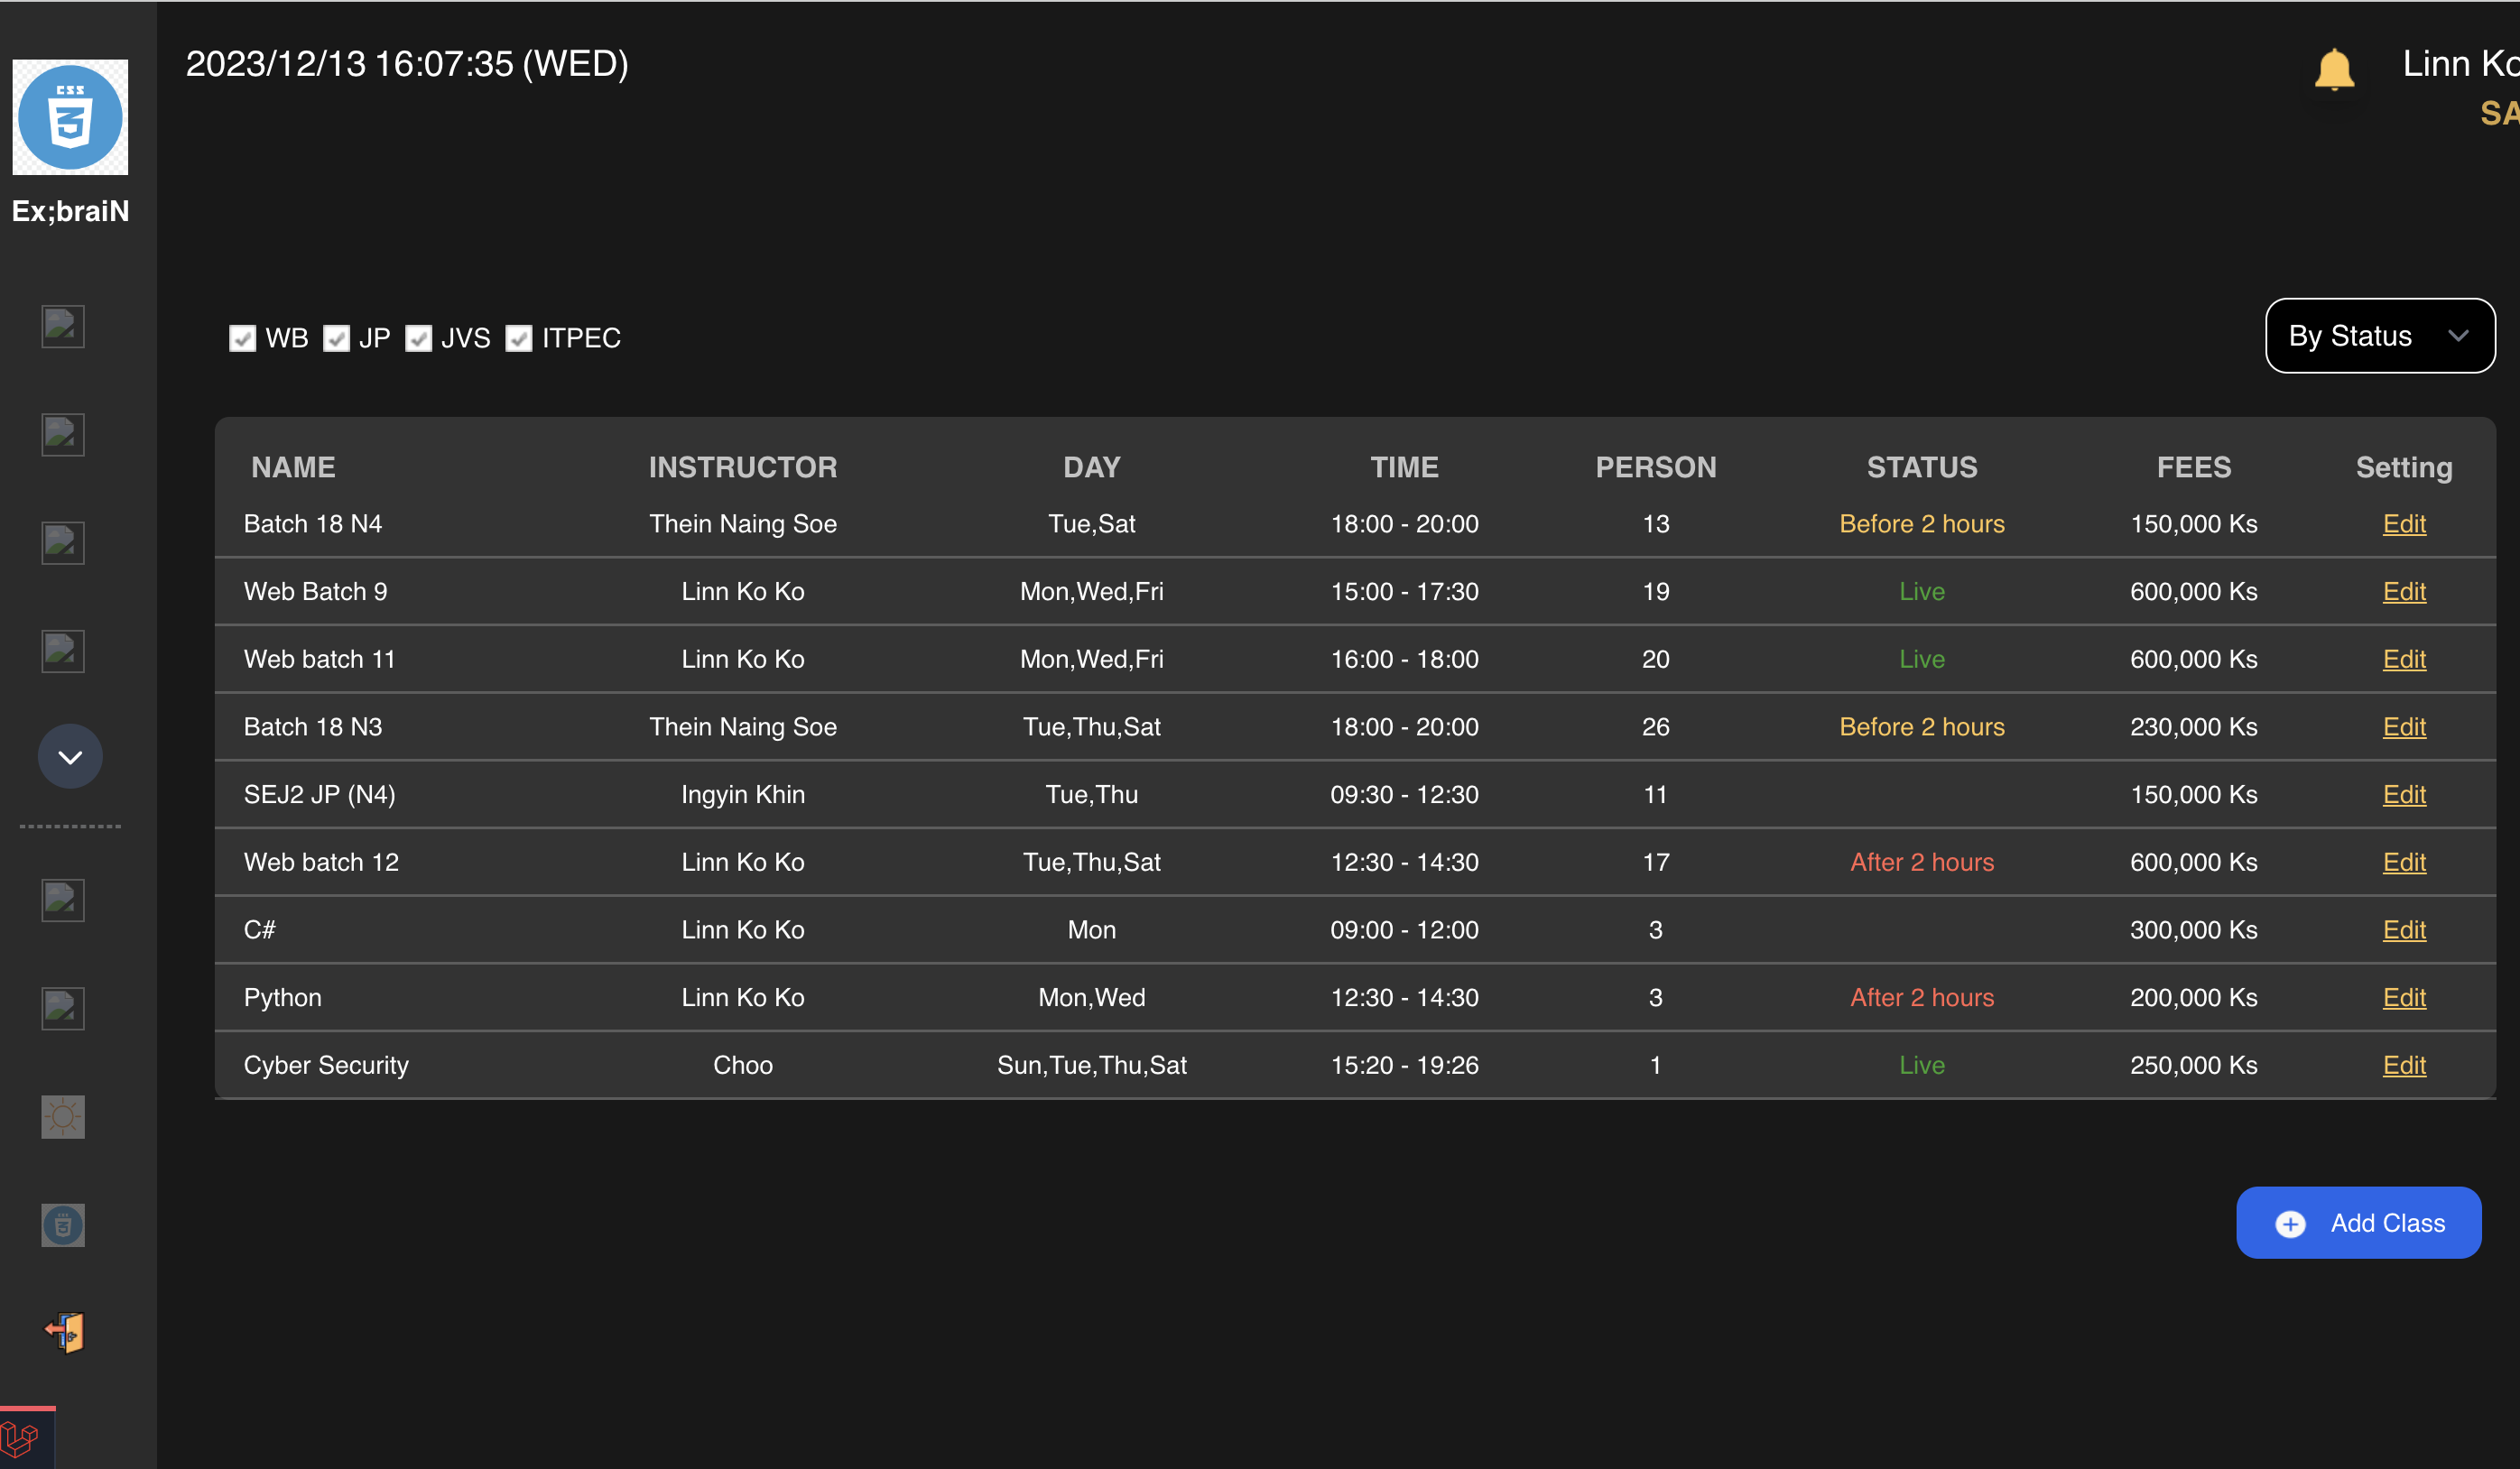 2023/12/13 16:07:35 (WED)
Linn Ko
SA
CSS
Ex;braiN
WB JP JVS ITPEC
By Status
NAME INSTRUCTOR DAY TIME PERSON STATUS FEES Setting
Batch 18 N4 Thein Naing Soe Tue,Sat 18:00 - 20:00 13 Before 2 hours 150,000 Ks Edit
Web Batch 9 Linn Ko Ko Mon,Wed,Fri 15:00 - 17:30 19 Live 600,000 Ks Edit
Web batch 11 Linn Ko Ko Mon,Wed,Fri 16:00 - 18:00 20 Live 600,000 Ks Edit
Batch 18 N3 Thein Naing Soe Tue,Thu,Sat 18:00 - 20:00 26 Before 2 hours 230,000 Ks Edit
SEJ2 JP (N4) Ingyin Khin Tue,Thu 09:30 - 12:30 11 150,000 Ks Edit
Web batch 12 Linn Ko Ko Tue,Thu,Sat 12:30 - 14:30 17 After 2 hours 600,000 Ks Edit
C# Linn Ko Ko Mon 09:00 - 12:00 3 300,000 Ks Edit
Python Linn Ko Ko Mon,Wed 12:30 - 14:30 3 After 2 hours 200,000 Ks Edit
Cyber Security Choo Sun,Tue,Thu,Sat 15:20 - 19:26 1 Live 250,000 Ks Edit
Add Class